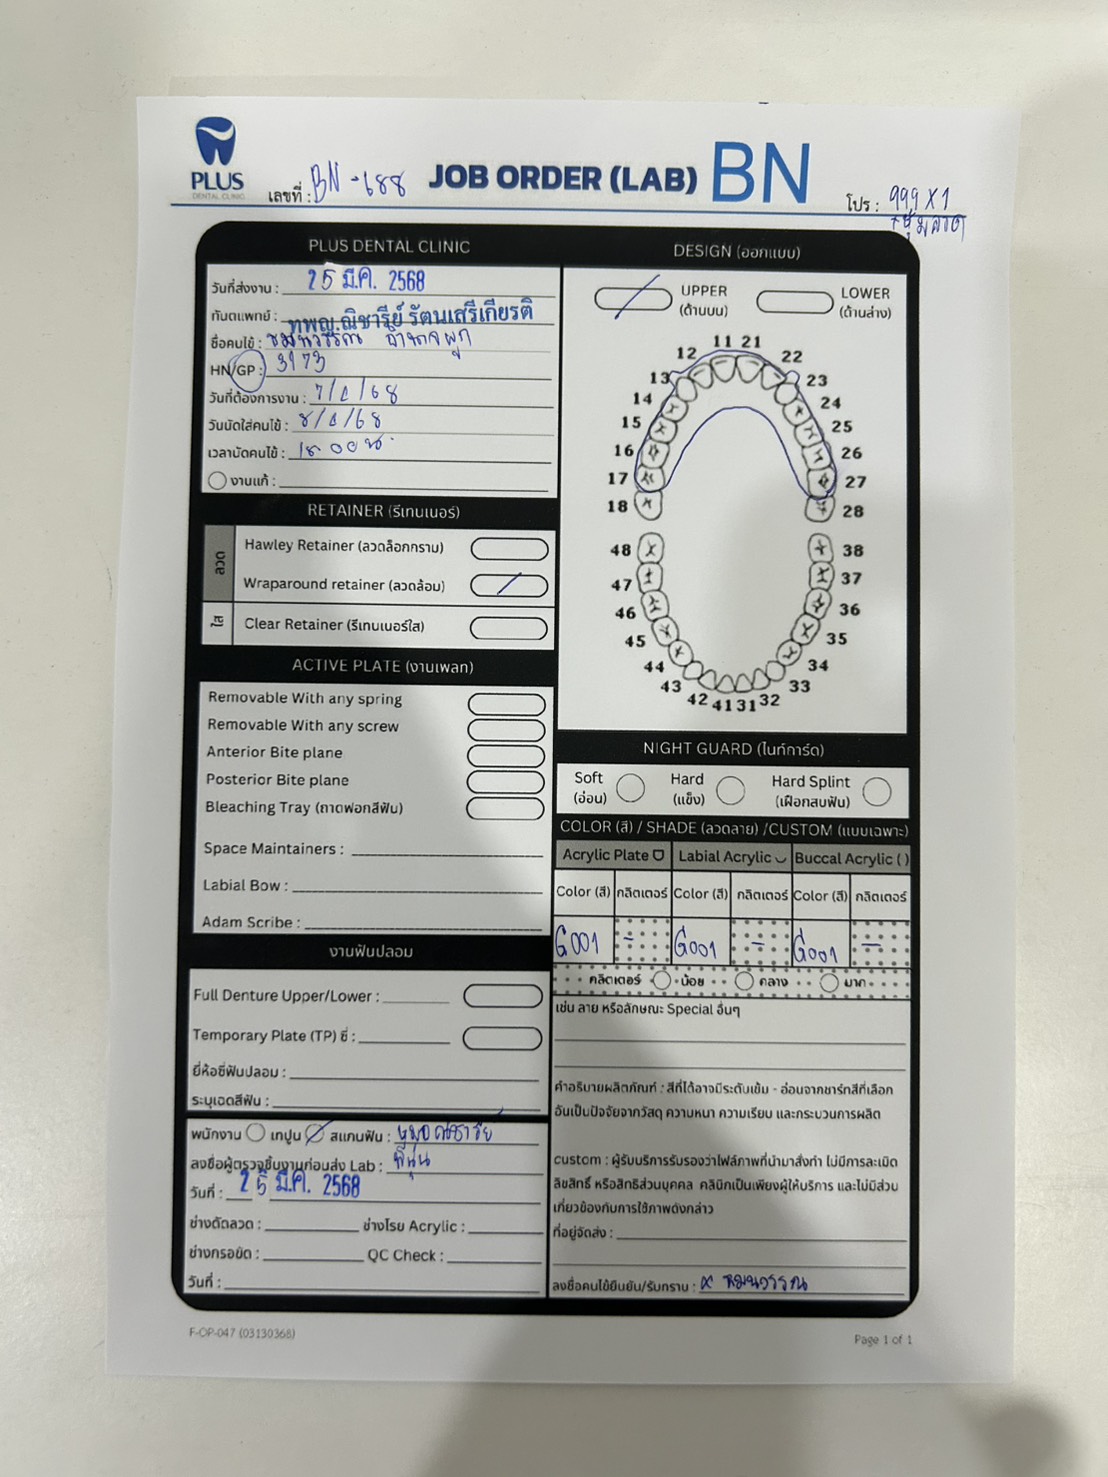 PLUS
DENTAL CLINIC
เลขที่ : BN-688
JOB ORDER (LAB) BN
โปร : 999 X 1
PLUS DENTAL CLINIC
วันที่ส่งงาน : 25 มี.ค. 2568
ทันตแพทย์ : ทพญ.ณิชารีย์ รัตนเสรีเกียรติ
ชื่อคนไข้ :
HN/GP : 3173
วันที่ต้องการงาน : 7/4/68
วันนัดใส่คนไข้ : 8/4/68
เวลานัดคนไข้ : 18.00 น.
งานแก้ :
RETAINER (รีเทนเนอร์)
ลวด
Hawley Retainer (ลวดล็อกกราม)
Wraparound retainer (ลวดล้อม)
ใส
Clear Retainer (รีเทนเนอร์ใส)
ACTIVE PLATE (งานเพลท)
Removable With any spring
Removable With any screw
Anterior Bite plane
Posterior Bite plane
Bleaching Tray (ถาดฟอกสีฟัน)
Space Maintainers :
Labial Bow :
Adam Scribe :
งานฟันปลอม
Full Denture Upper/Lower :
Temporary Plate (TP) ซี่ :
ยี่ห้อซี่ฟันปลอม :
ระบุเฉดสีฟัน :
พนักงาน เทปูน สแกนฟัน : หมอณิชารีย์
ลงชื่อผู้ตรวจชิ้นงานก่อนส่ง Lab :
วันที่ : 25 มี.ค. 2568
ช่างดัดลวด : ช่างโรย Acrylic :
ช่างกรอขัด : QC Check :
วันที่ :
DESIGN (ออกแบบ)
UPPER
(ด้านบน)
LOWER
(ด้านล่าง)
11 21
12 22
13 23
14 24
15 25
16 26
17 27
18 28
48 38
47 37
46 36
45 35
44 34
43 33
42 41 31 32
NIGHT GUARD (ไนท์การ์ด)
Soft
(อ่อน)
Hard
(แข็ง)
Hard Splint
(เฝือกสบฟัน)
COLOR (สี) / SHADE (ลวดลาย) /CUSTOM (แบบเฉพาะ)
Acrylic Plate Labial Acrylic Buccal Acrylic ( )
Color (สี) กลิตเตอร์ Color (สี) กลิตเตอร์ Color (สี) กลิตเตอร์
G001 - G001 - G001 -
กลิตเตอร์ น้อย กลาง มาก
เช่น ลาย หรือลักษณะ Special อื่นๆ
คำอธิบายผลิตภัณฑ์ : สีที่ได้อาจมีระดับเข้ม - อ่อนจากชาร์ทสีที่เลือก
อันเป็นปัจจัยจากวัสดุ ความหนา ความเรียบ และกระบวนการผลิต
custom : ผู้รับบริการรับรองว่าไฟล์ภาพที่นำมาสั่งทำ ไม่มีการละเมิด
ลิขสิทธิ์ หรือสิทธิส่วนบุคคล คลินิกเป็นเพียงผู้ให้บริการ และไม่มีส่วน
เกี่ยวข้องกับการใช้ภาพดังกล่าว
ที่อยู่จัดส่ง :
ลงชื่อคนไข้ยืนยัน/รับทราบ : x
F-OP-047 (03130368)
Page 1 of 1